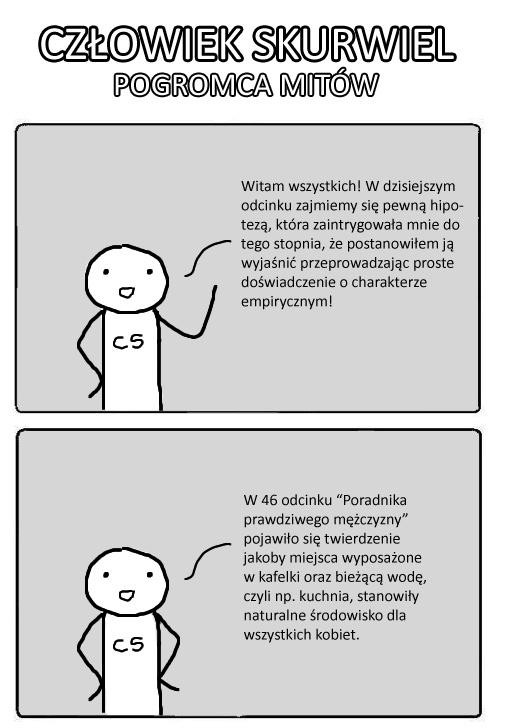 CZŁOWIEK SKURWIEL
POGROMCA MITÓW
Witam wszystkich! W dzisiejszym
odcinku zajmiemy się pewną hipo-
tezą, która zaintrygowała mnie do
tego stopnia, że postanowiłem ją
wyjaśnić przeprowadzając proste
doświadczenie o charakterze
empirycznym!
CS
W 46 odcinku “Poradnika
prawdziwego mężczyzny”
pojawiło się twierdzenie
jakoby miejsca wyposażone
w kafelki oraz bieżącą wodę,
czyli np. kuchnia, stanowiły
naturalne środowisko dla
wszystkich kobiet.
CS